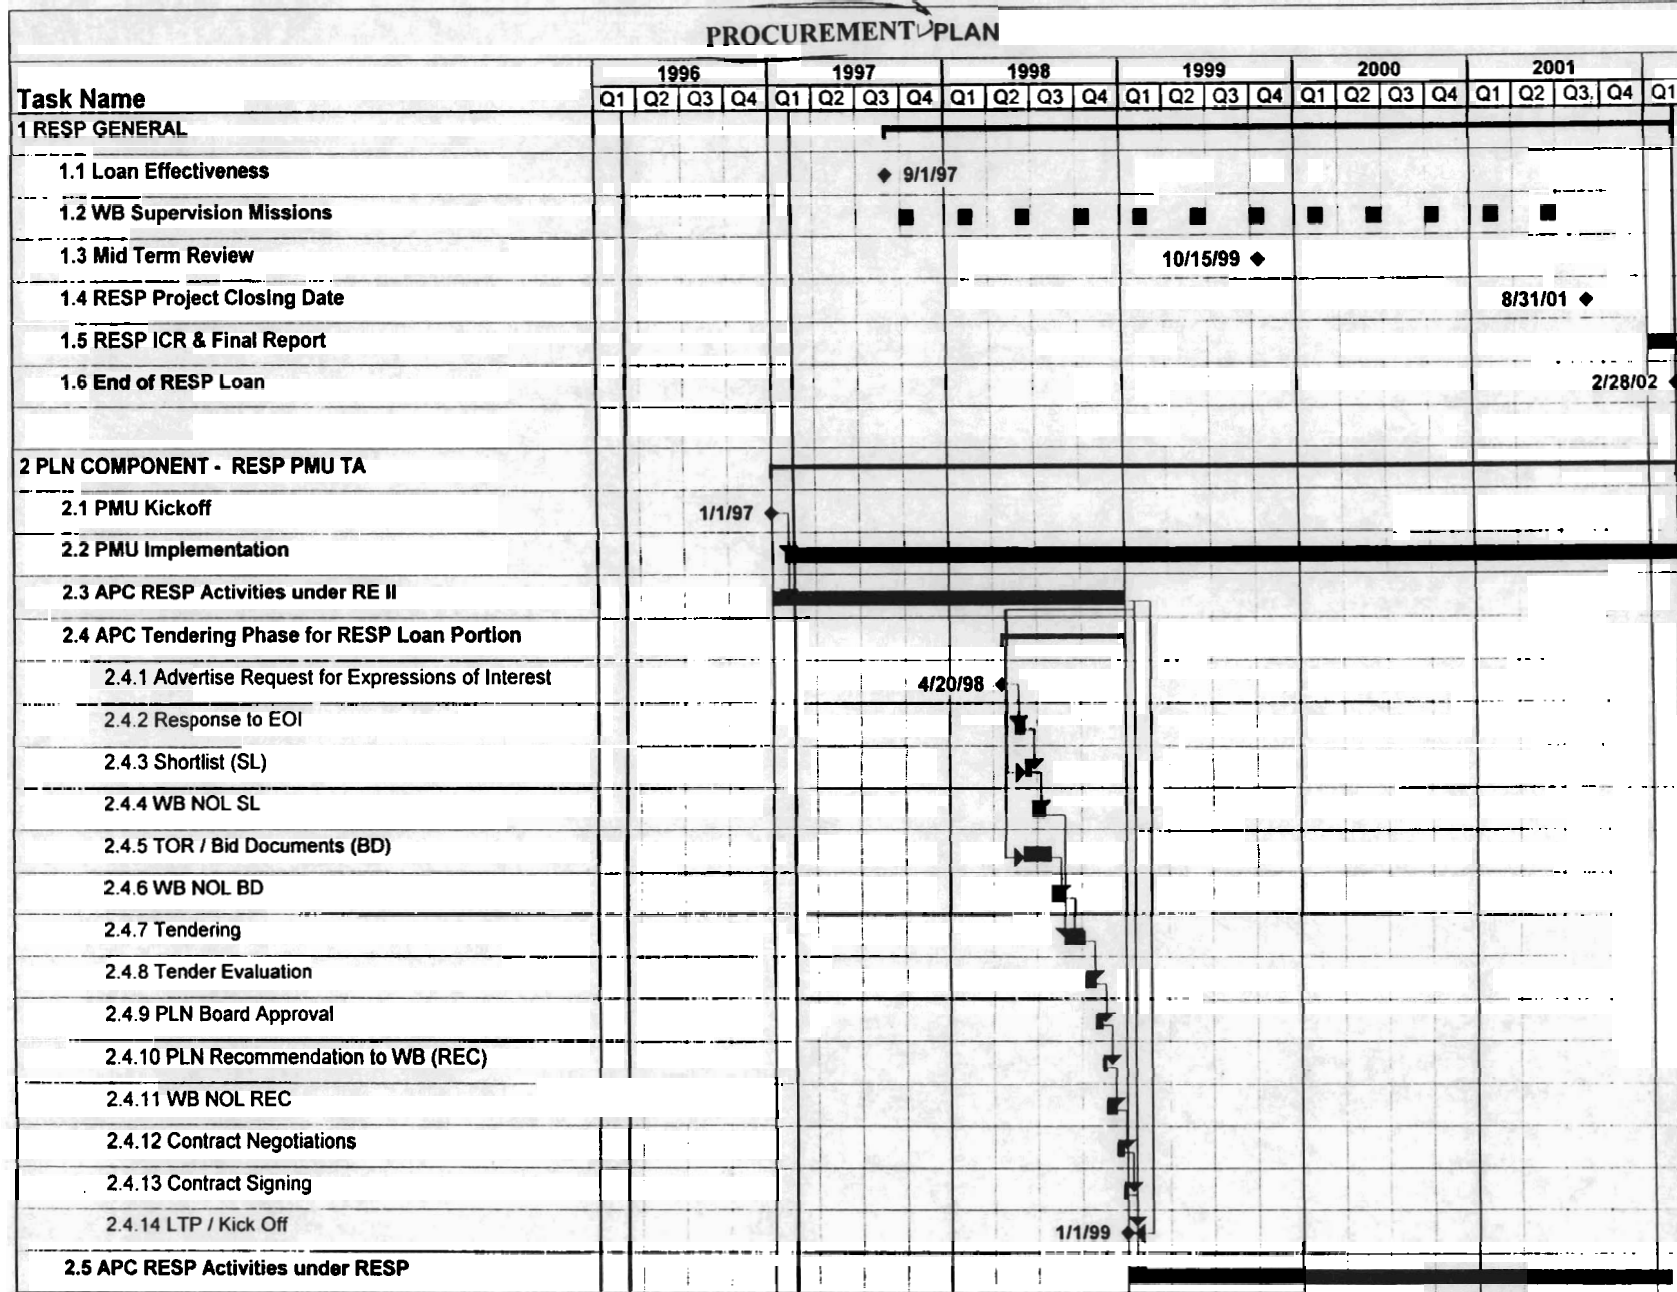 PROCUREMENT PLAN
1996 1997 1998 1999 2000 2001
Task Name Q1 Q2 Q3 Q4 Q1 Q2 Q3 Q4 Q1 Q2 Q3 Q4 Q1 Q2 Q3 Q4 Q1 Q2 Q3 Q4 Q1 Q2 Q3 Q4 Q1
1 RESP GENERAL
1.1 Loan Effectiveness 9/1/97
1.2 WB Supervision Missions
1.3 Mid Term Review 10/15/99
1.4 RESP Project Closing Date 8/31/01
1.5 RESP ICR & Final Report
1.6 End of RESP Loan 2/28/02
2 PLN COMPONENT - RESP PMU TA
2.1 PMU Kickoff 1/1/97
2.2 PMU Implementation
2.3 APC RESP Activities under RE II
2.4 APC Tendering Phase for RESP Loan Portion
2.4.1 Advertise Request for Expressions of Interest 4/20/98
2.4.2 Response to EOI
2.4.3 Shortlist (SL)
2.4.4 WB NOL SL
2.4.5 TOR / Bid Documents (BD)
2.4.6 WB NOL BD
2.4.7 Tendering
2.4.8 Tender Evaluation
2.4.9 PLN Board Approval
2.4.10 PLN Recommendation to WB (REC)
2.4.11 WB NOL REC
2.4.12 Contract Negotiations
2.4.13 Contract Signing
2.4.14 LTP / Kick Off 1/1/99
2.5 APC RESP Activities under RESP